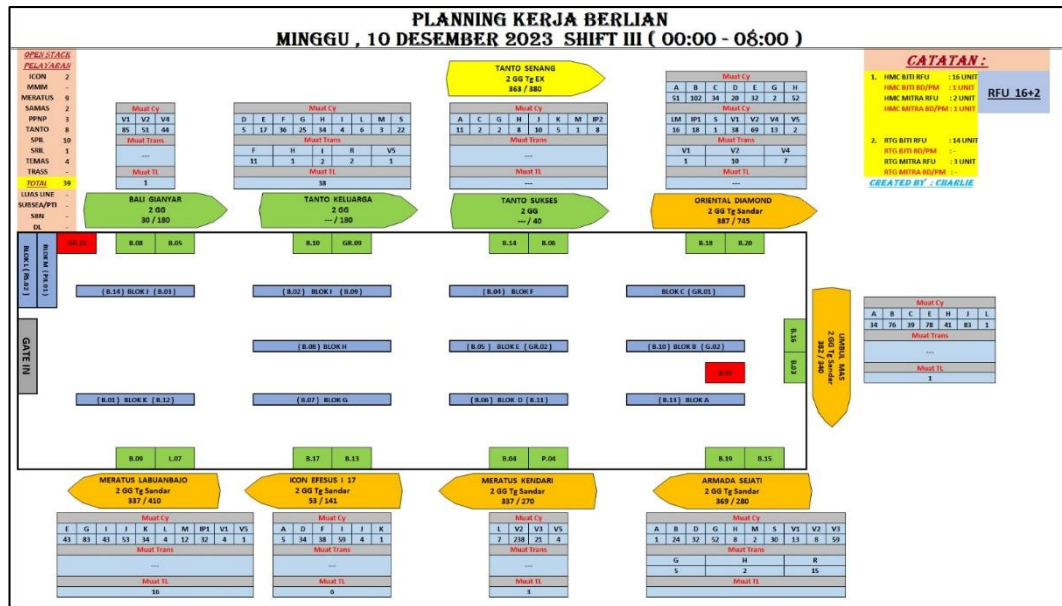 PLANNING KERJA BERLIAN
MINGGU , 10 DESEMBER 2023 SHIFT III ( 00:00 - 08:00 )
OPEN STACK
PELAYARAN
ICON 2
MMM -
MERATUS 9
SAMAS 2
PPNP 3
TANTO 8
SPIL 10
SRIL 1
TEMAS 4
TRASS -
TOTAL 39
LUAS LINE -
SUBSEA/PTI -
SBN -
DL -
Muat Cy
V1 V2 V4
85 51 44
Muat Trans
---
Muat TL
1
BALI GIANYAR
2 GG
30 / 180
Muat Cy
D E F G H I L M S
5 17 36 25 34 4 6 3 22
Muat Trans
F H I R V5
11 1 2 2 1
Muat TL
38
TANTO KELUARGA
2 GG
--- / 180
TANTO SENANG
2 GG Tg EX
363 / 380
Muat Cy
A C G H J K M IP2
11 2 2 8 10 5 1 8
Muat Trans
---
Muat TL
---
TANTO SUKSES
2 GG
--- / 40
Muat Cy
A B C D E G H
51 102 34 20 32 2 52
LM IP1 S V1 V2 V4 V5
16 18 1 38 69 13 2
Muat Trans
V1 V2 V4
1 10 7
Muat TL
---
ORIENTAL DIAMOND
2 GG Tg Sandar
387 / 745
CATATAN :
1. HMC BJTI RFU : 16 UNIT
HMC BJTI BD/PM : 1 UNIT
HMC MITRA RFU : 2 UNIT
HMC MITRA BD/PM : 1 UNIT
2. RTG BJTI RFU : 14 UNIT
RTG BJTI BD/PM : -
RTG MITRA RFU : 3 UNIT
RTG MITRA BD/PM : -
CREATED BY : CHARLIE
RFU 16+2
B.08 B.05
B.10 GR.09
B.14 B.06
B.18 B.20
BLOK M ( P3.01 )
( B.14 ) BLOK J ( B.03 )
( B.02 ) BLOK I ( B.09 )
( B.04 ) BLOK F
BLOK C ( GR.01 )
GATE IN
( B.08 ) BLOK H
( B.05 ) BLOK E ( GR.02 )
( B.10 ) BLOK B ( G.02 )
B.16
B.03
UMBUL MAS
2 GG Tg Sandar
382 / 340
Muat Cy
A B C E H J L
34 76 39 78 41 83 1
Muat Trans
---
Muat TL
1
( B.01 ) BLOK K ( B.12 )
( B.07 ) BLOK G
( B.06 ) BLOK D ( B.11 )
( B.13 ) BLOK A
B.09 L.07
B.17 B.13
B.04 P.04
B.19 B.15
MERATUS LABUANBAJO
2 GG Tg Sandar
337 / 410
Muat Cy
E G I J K L M IP1 V1 V5
43 83 43 53 34 4 12 32 4 1
Muat Trans
---
Muat TL
16
ICON EFESUS I 17
2 GG Tg Sandar
53 / 141
Muat Cy
A D F I J K
5 34 38 59 4 1
Muat Trans
---
Muat TL
6
MERATUS KENDARI
2 GG Tg Sandar
337 / 270
Muat Cy
L V2 V3 V5
7 238 21 4
Muat Trans
---
Muat TL
3
ARMADA SEJATI
2 GG Tg Sandar
369 / 280
Muat Cy
A B D G H M S V1 V2 V3
1 24 32 52 8 2 30 13 8 59
Muat Trans
G H R
5 2 15
Muat TL
---